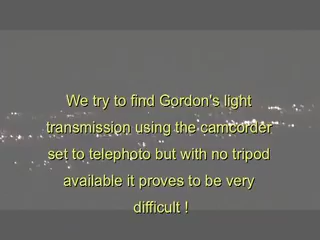 We try to find Gordon's light
transmission using the camcorder
set to telephoto but with no tripod
available it proves to be very
difficult !